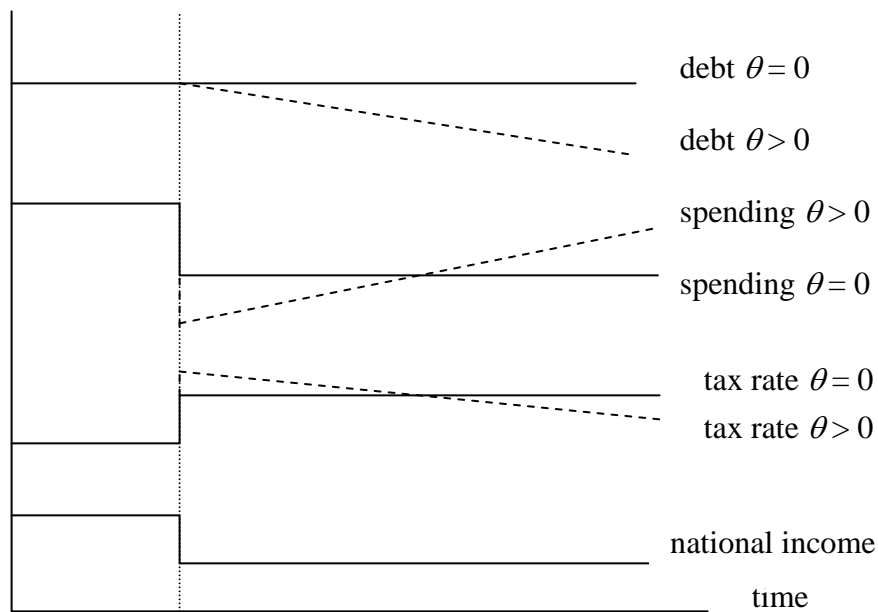 debt θ = 0
debt θ > 0
spending θ > 0
spending θ = 0
tax rate θ = 0
tax rate θ > 0
national income
time